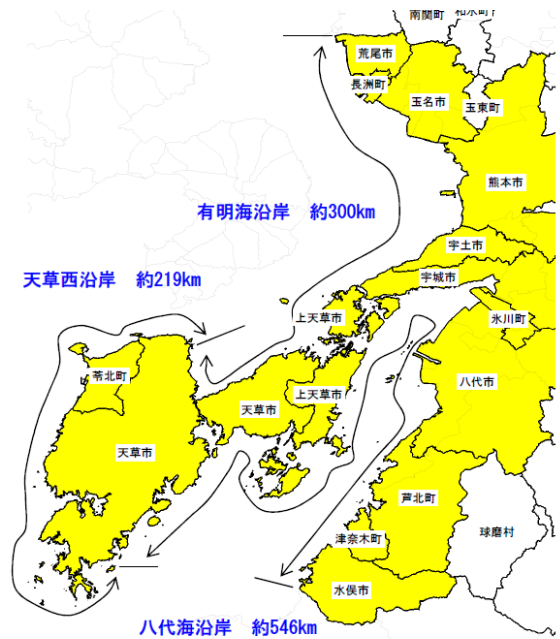 南関町
和水町
荒尾市
長洲町
玉名市
玉東町
熊本市
有明海沿岸 約300km
宇土市
宇城市
天草西沿岸 約219km
上天草市
氷川町
苓北町
上天草市
八代市
天草市
天草市
芦北町
津奈木町
球磨村
水俣市
八代海沿岸 約546km